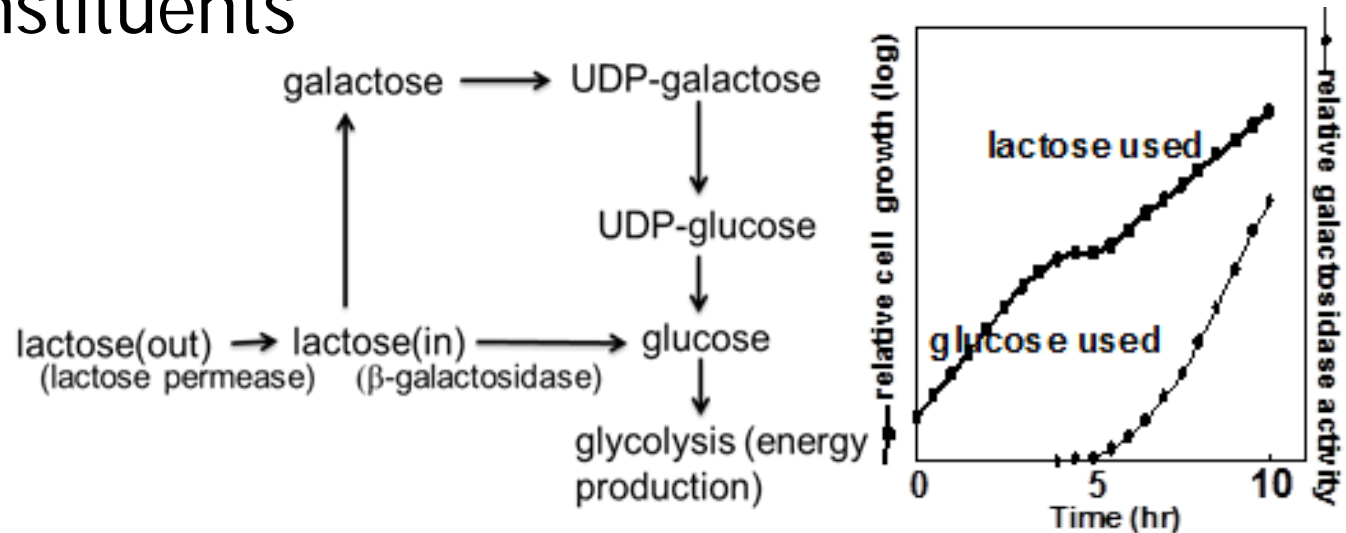 nstituents
galactose → UDP-galactose
UDP-glucose
lactose(out) → lactose(in) → glucose
(lactose permease) (β-galactosidase)
glycolysis (energy
production)
relative cell growth (log)
lactose used
glucose used
0 5 10
Time (hr)
relative galactosidase activity